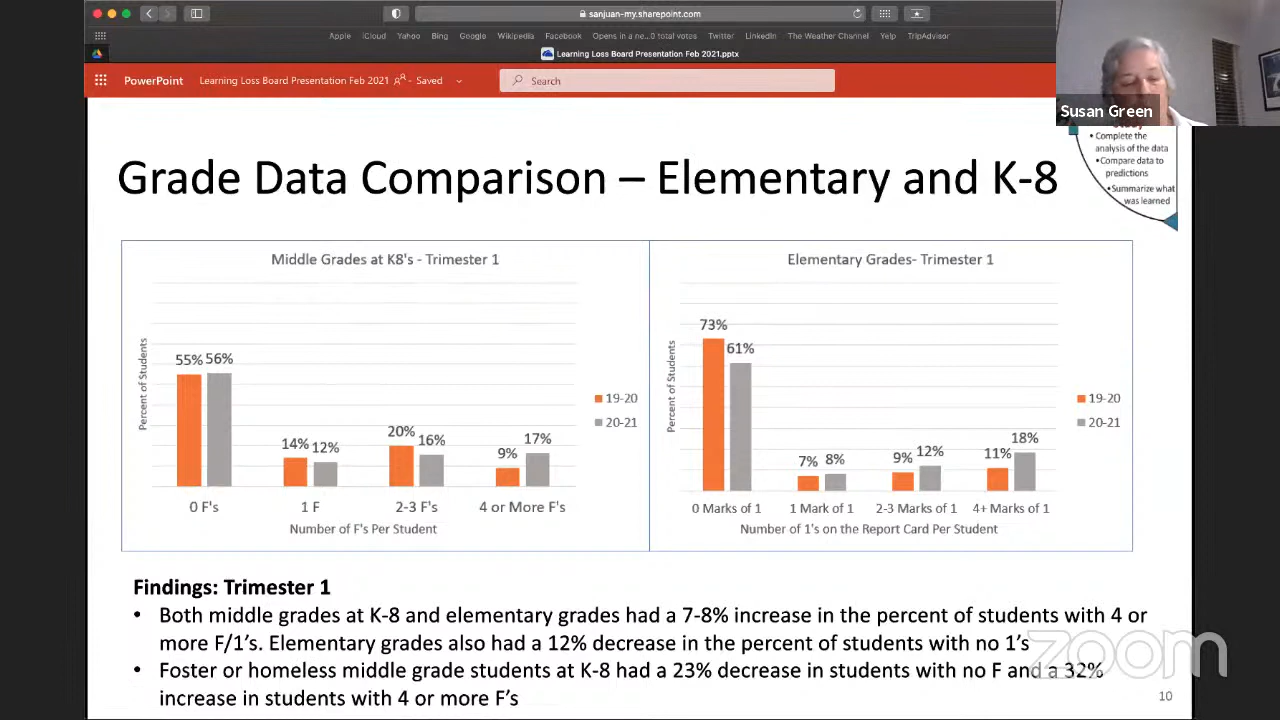 sanjuan-my.sharepoint.com
Apple iCloud Yahoo Bing Google Wikipedia Facebook Opens in a ne...0 total votes Twitter LinkedIn The Weather Channel Yelp TripAdvisor
Learning Loss Board Presentation Feb 2021.pptx
PowerPoint Learning Loss Board Presentation Feb 2021 - Saved
Search
Susan Green
Study
• Complete the
analysis of the data
• Compare data to
predictions
• Summarize what
was learned
Grade Data Comparison – Elementary and K-8
Middle Grades at K8's - Trimester 1
Percent of Students
55% 56%
14% 12%
20% 16%
9% 17%
0 F's 1 F 2-3 F's 4 or More F's
Number of F's Per Student
19-20
20-21
Elementary Grades- Trimester 1
Percent of Students
73% 61%
7% 8%
9% 12%
11% 18%
0 Marks of 1 1 Mark of 1 2-3 Marks of 1 4+ Marks of 1
Number of 1's on the Report Card Per Student
19-20
20-21
Findings: Trimester 1
• Both middle grades at K-8 and elementary grades had a 7-8% increase in the percent of students with 4 or
more F/1's. Elementary grades also had a 12% decrease in the percent of students with no 1's
• Foster or homeless middle grade students at K-8 had a 23% decrease in students with no F and a 32%
increase in students with 4 or more F's
zoom
10